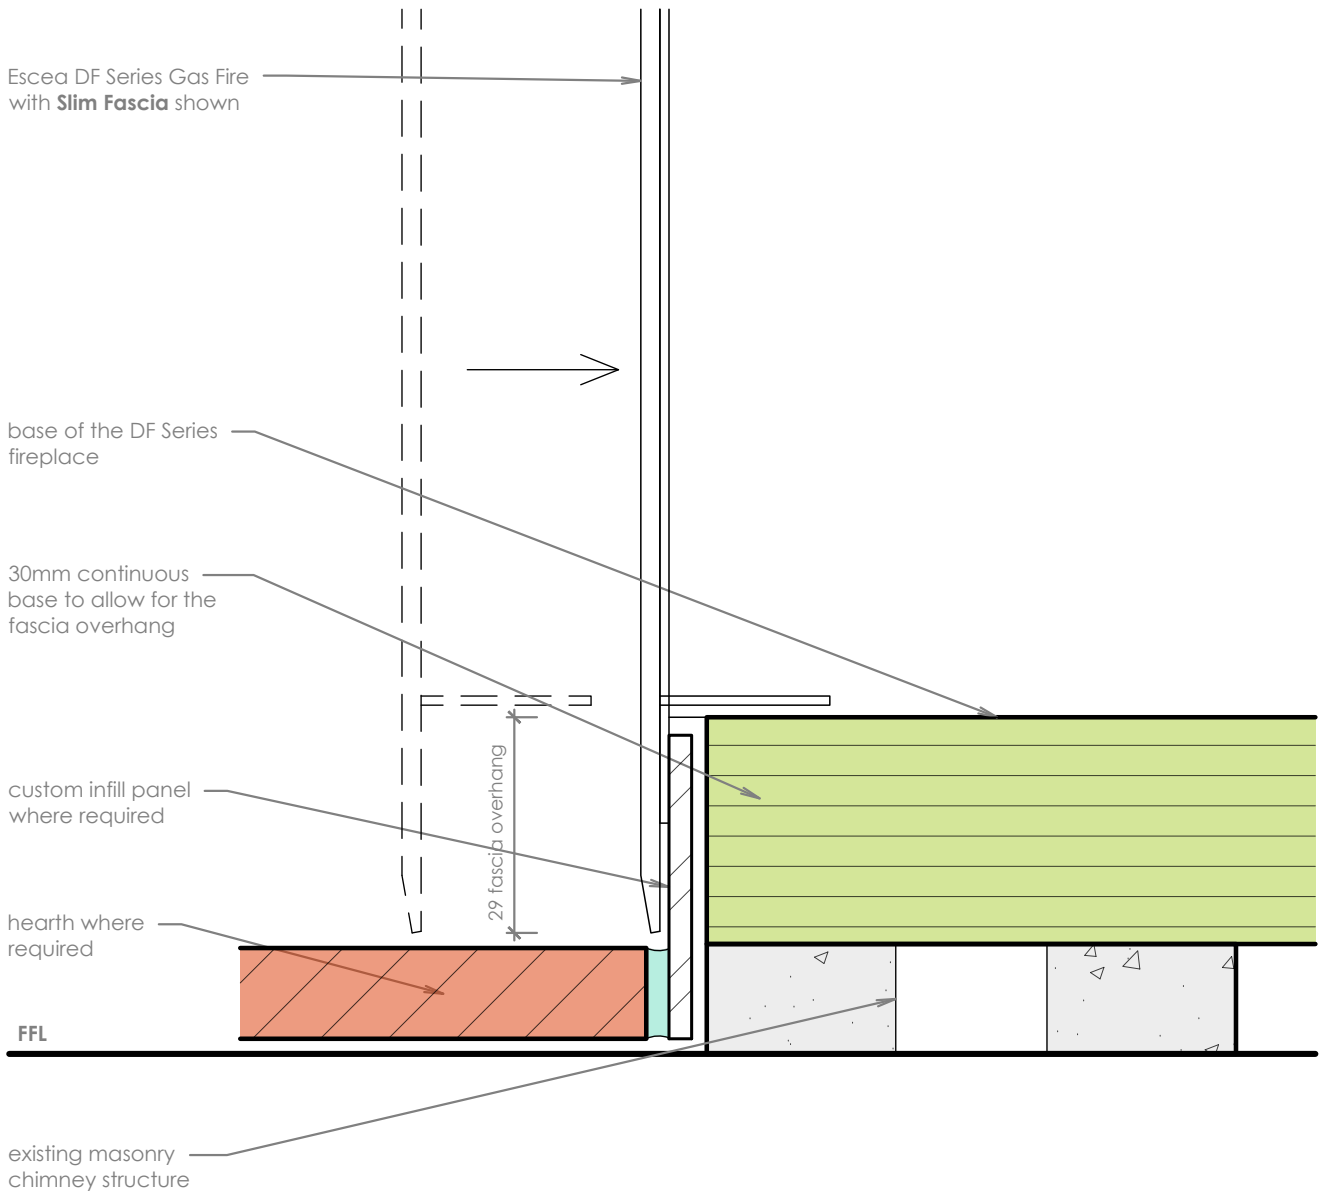 Escea DF Series Gas Fire
with Slim Fascia shown
base of the DF Series
fireplace
30mm continuous
base to allow for the
fascia overhang
custom infill panel
where required
29 fascia overhang
hearth where
required
FFL
existing masonry
chimney structure